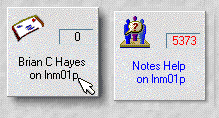 0
Brian C Hayes
on lnm01p
?
5373
Notes Help
on lnm01p